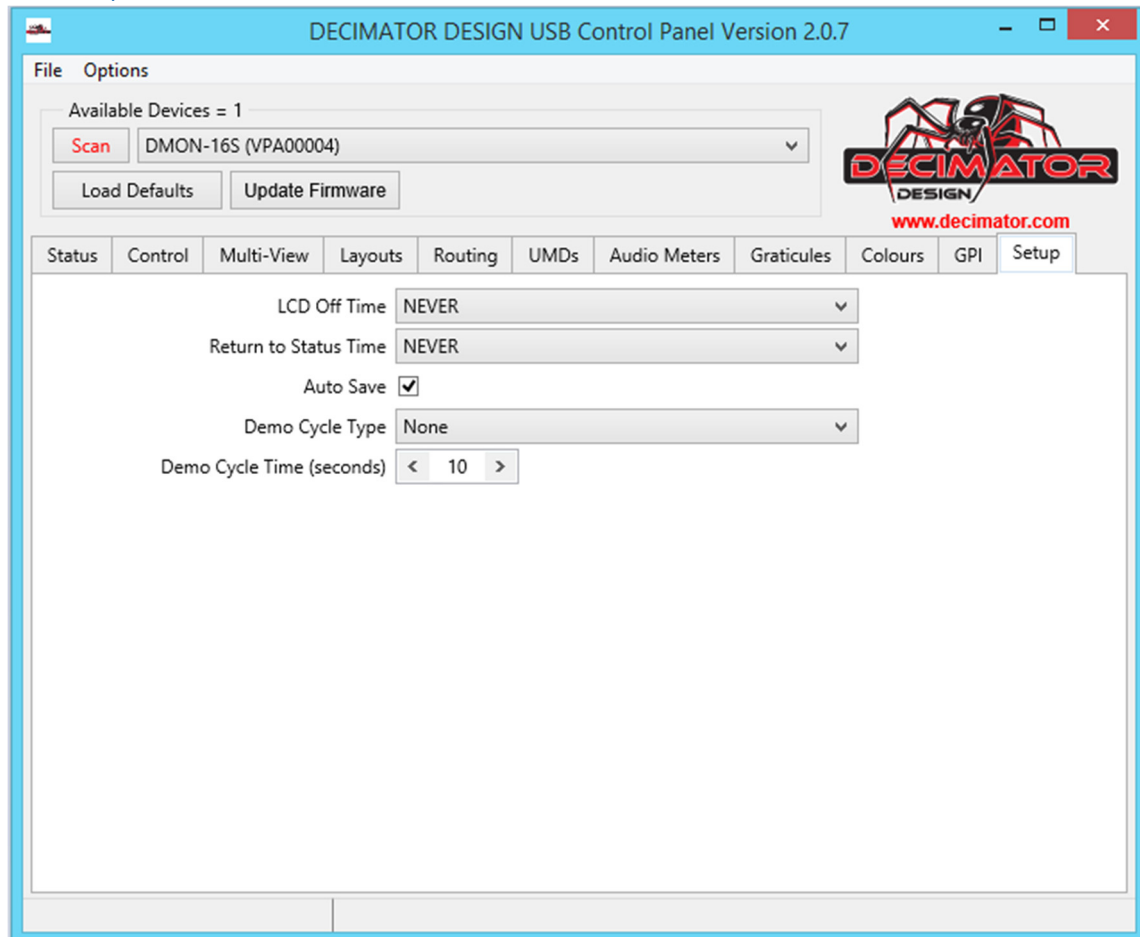 DECIMATOR DESIGN USB Control Panel Version 2.0.7
File Options
Available Devices = 1
Scan DMON-16S (VPA00004)
Load Defaults Update Firmware
DECIMATOR
DESIGN
www.decimator.com
Status Control Multi-View Layouts Routing UMDs Audio Meters Graticules Colours GPI Setup
LCD Off Time NEVER
Return to Status Time NEVER
Auto Save
Demo Cycle Type None
Demo Cycle Time (seconds) < 10 >